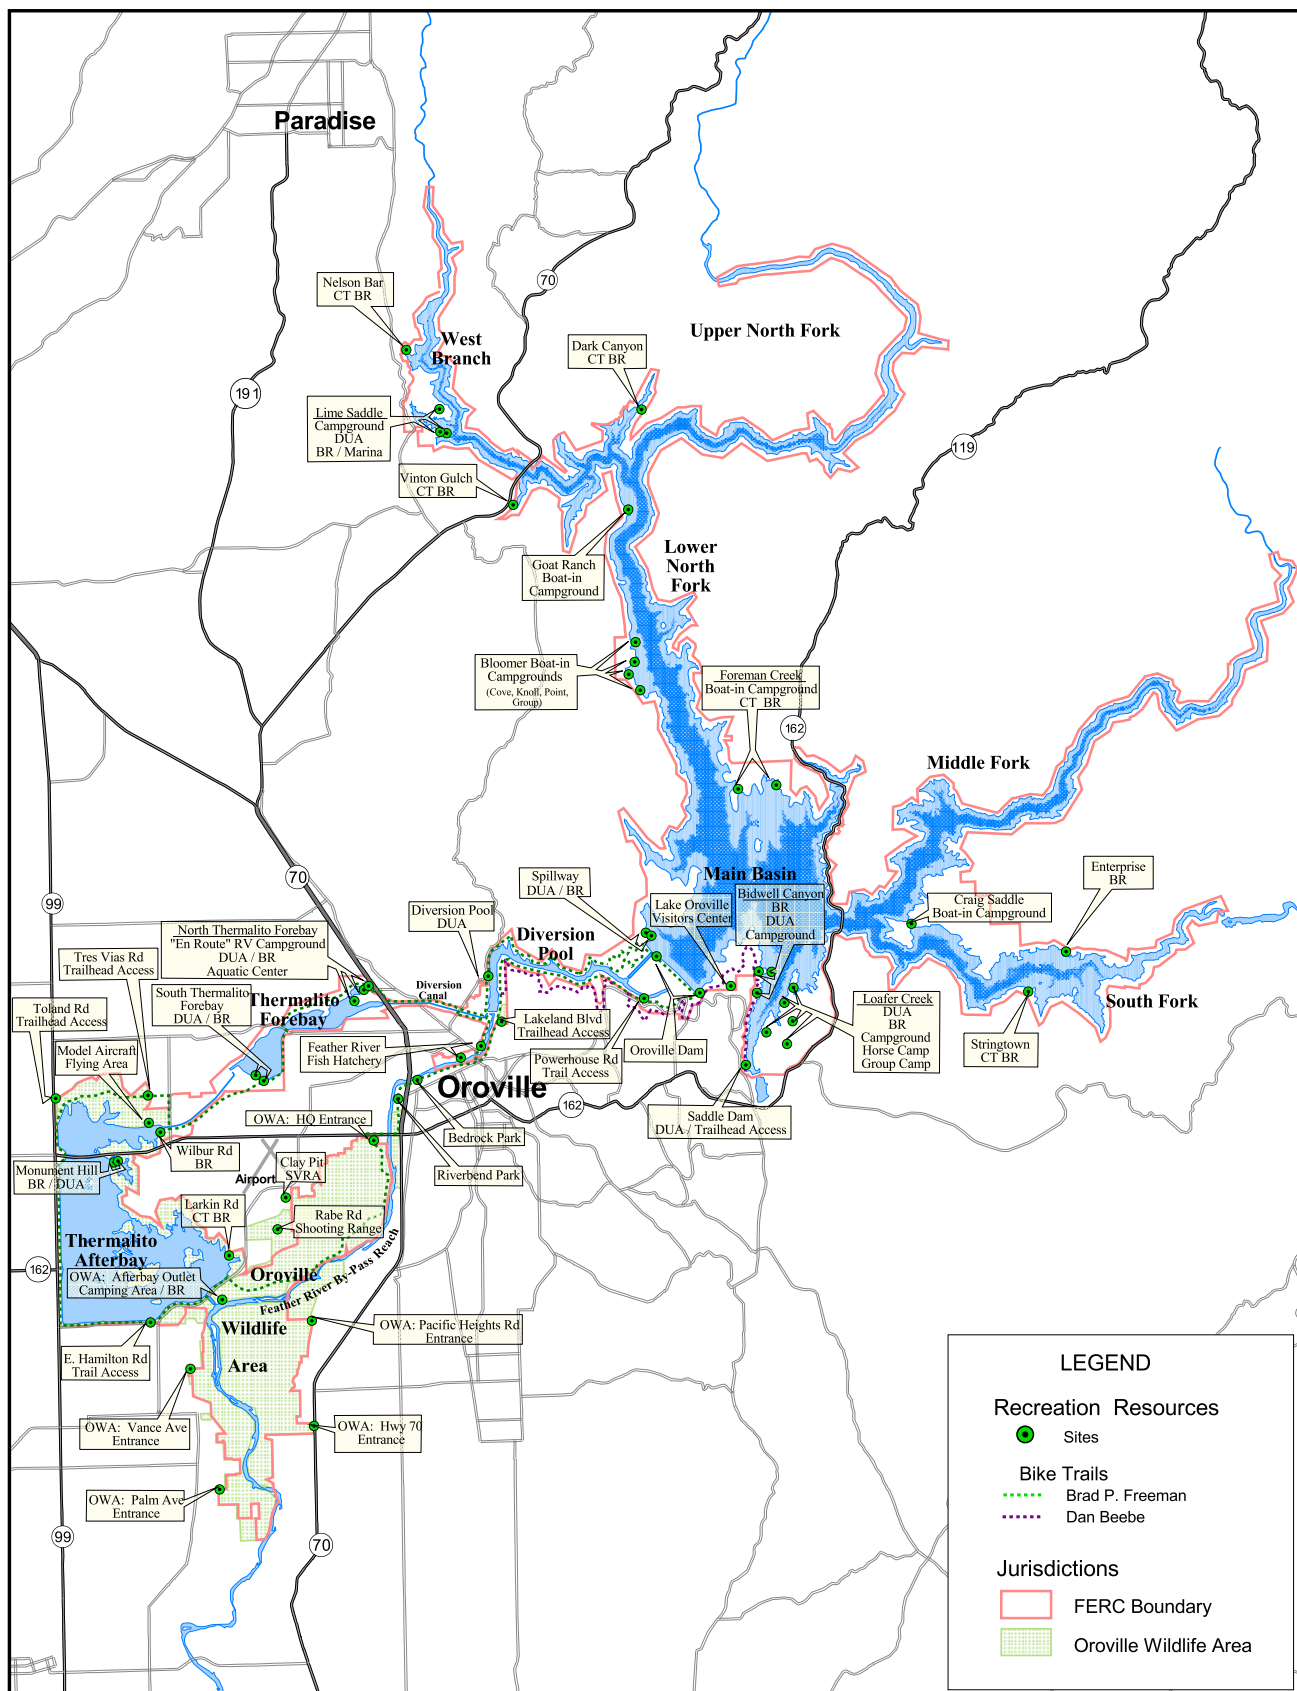 Paradise
Nelson Bar
CT BR
West
Branch
70
Upper North Fork
Dark Canyon
CT BR
191
Lime Saddle
Campground
DUA
BR / Marina
Vinton Gulch
CT BR
119
Goat Ranch
Boat-in
Campground
Lower
North
Fork
Bloomer Boat-in
Campgrounds
(Cove, Knoll, Point,
Group)
Foreman Creek
Boat-in Campground
CT BR
162
Middle Fork
Main Basin
70
99
Spillway
DUA / BR
Lake Oroville
Visitors Center
Bidwell Canyon
BR
DUA
Campground
Enterprise
BR
Craig Saddle
Boat-in Campground
Diversion Pool
DUA
Diversion
Pool
North Thermalito Forebay
"En Route" RV Campground
DUA / BR
Aquatic Center
Tres Vias Rd
Trailhead Access
South Thermalito
Forebay
DUA / BR
Thermalito
Forebay
Diversion
Canal
Toland Rd
Trailhead Access
Model Aircraft
Flying Area
Feather River
Fish Hatchery
Lakeland Blvd
Trailhead Access
Powerhouse Rd
Trail Access
Oroville Dam
Loafer Creek
DUA
BR
Campground
Horse Camp
Group Camp
Stringtown
CT BR
South Fork
Oroville
162
Saddle Dam
DUA / Trailhead Access
OWA: HQ Entrance
Bedrock Park
Wilbur Rd
BR
Monument Hill
BR / DUA
Airport
Clay Pit
SVRA
Riverbend Park
Larkin Rd
CT BR
Rabe Rd
Shooting Range
Thermalito
Afterbay
162
OWA: Afterbay Outlet
Camping Area / BR
Oroville
Wildlife
Area
Feather River By-Pass Reach
OWA: Pacific Heights Rd
Entrance
E. Hamilton Rd
Trail Access
OWA: Vance Ave
Entrance
OWA: Hwy 70
Entrance
OWA: Palm Ave
Entrance
99
70
LEGEND
Recreation Resources
Sites
Bike Trails
Brad P. Freeman
Dan Beebe
Jurisdictions
FERC Boundary
Oroville Wildlife Area